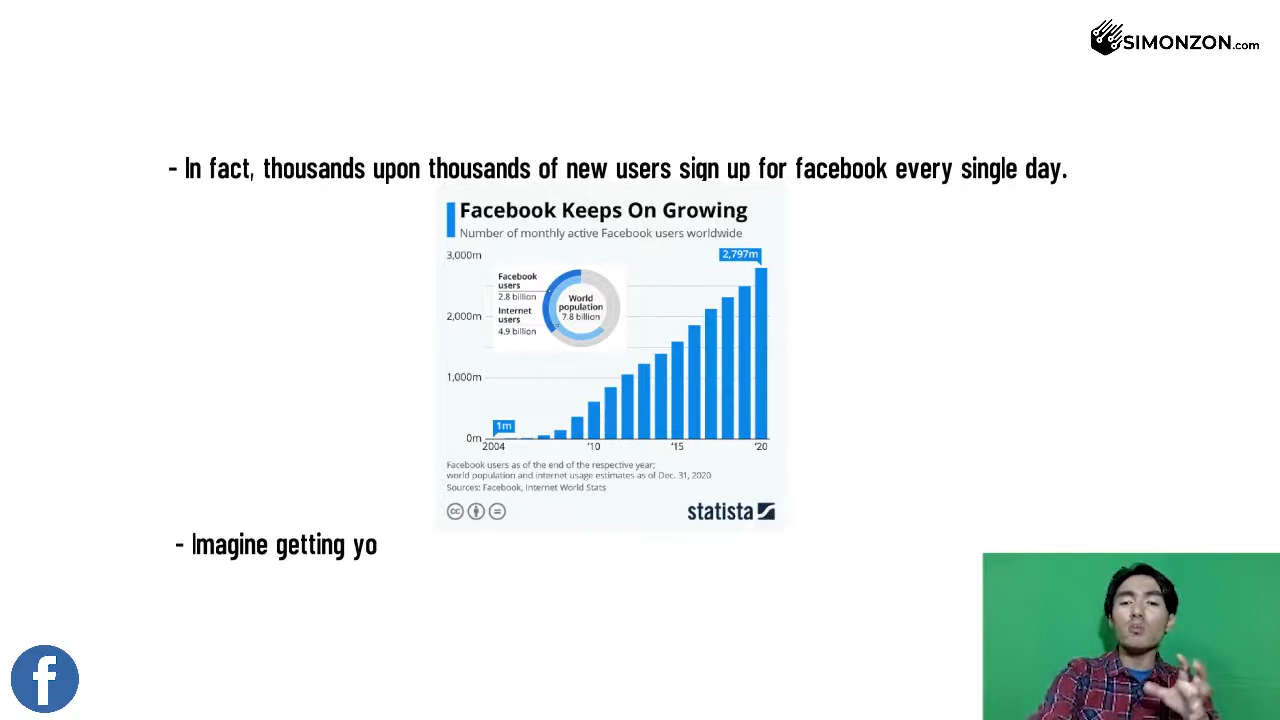 SIMONZON.com
- In fact, thousands upon thousands of new users sign up for facebook every single day.
Facebook Keeps On Growing
Number of monthly active Facebook users worldwide
3,000m
2,797m
Facebook
users
2.8 billion
Internet
users
4.9 billion
World
population
7.8 billion
2,000m
1,000m
1m
0m
2004 '10 '15 '20
Facebook users as of the end of the respective year;
world population and internet usage estimates as of Dec. 31, 2020
Sources: Facebook, Internet World Stats
cc =
statista
- Imagine getting yo
f